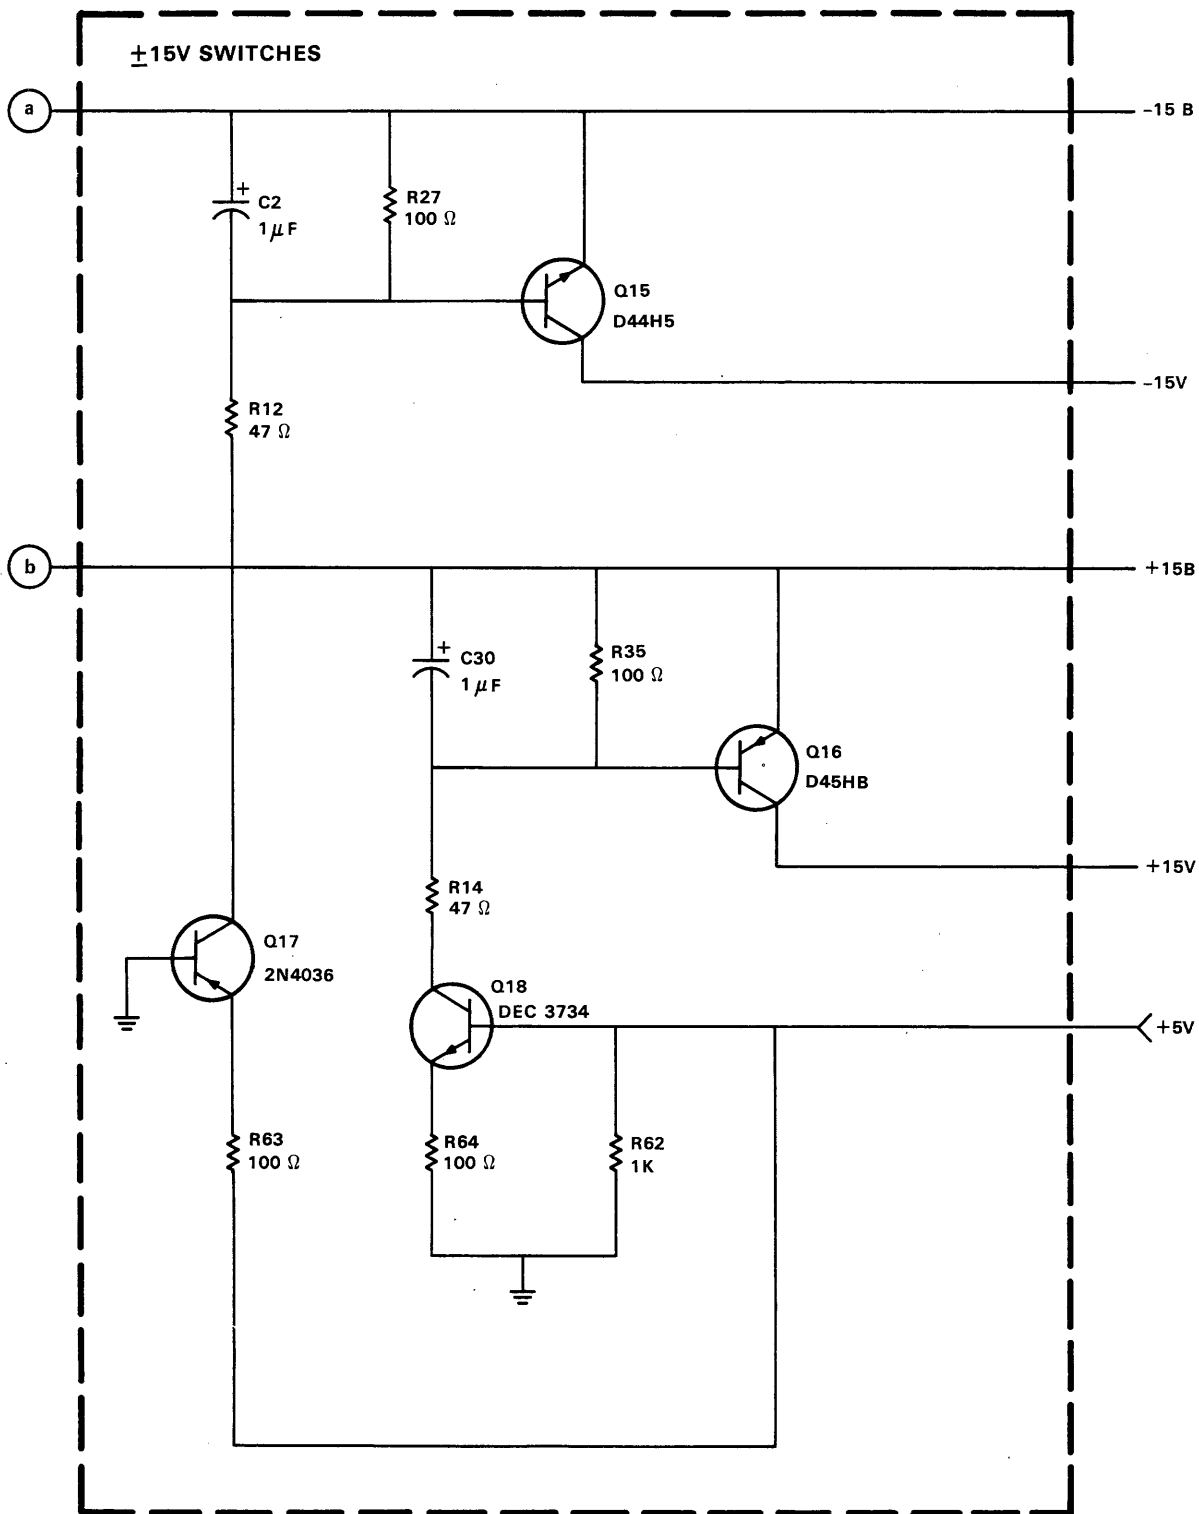 ±15V SWITCHES
a
-15 B
+
C2
1μF
R27
100 Ω
Q15
D44H5
-15V
R12
47 Ω
b
+15B
+
C30
1μF
R35
100 Ω
Q16
D45HB
+15V
R14
47 Ω
Q17
2N4036
Q18
DEC 3734
+5V
R63
100 Ω
R64
100 Ω
R62
1K